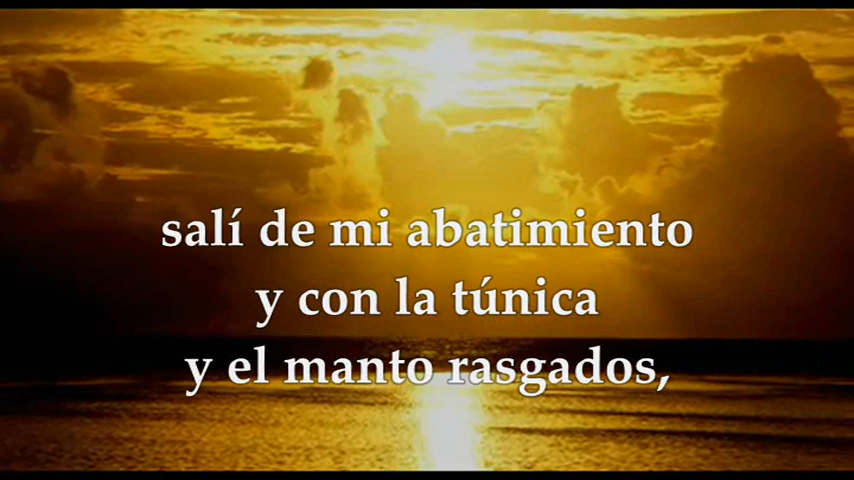 salí de mi abatimiento
y con la túnica
y el manto rasgados,